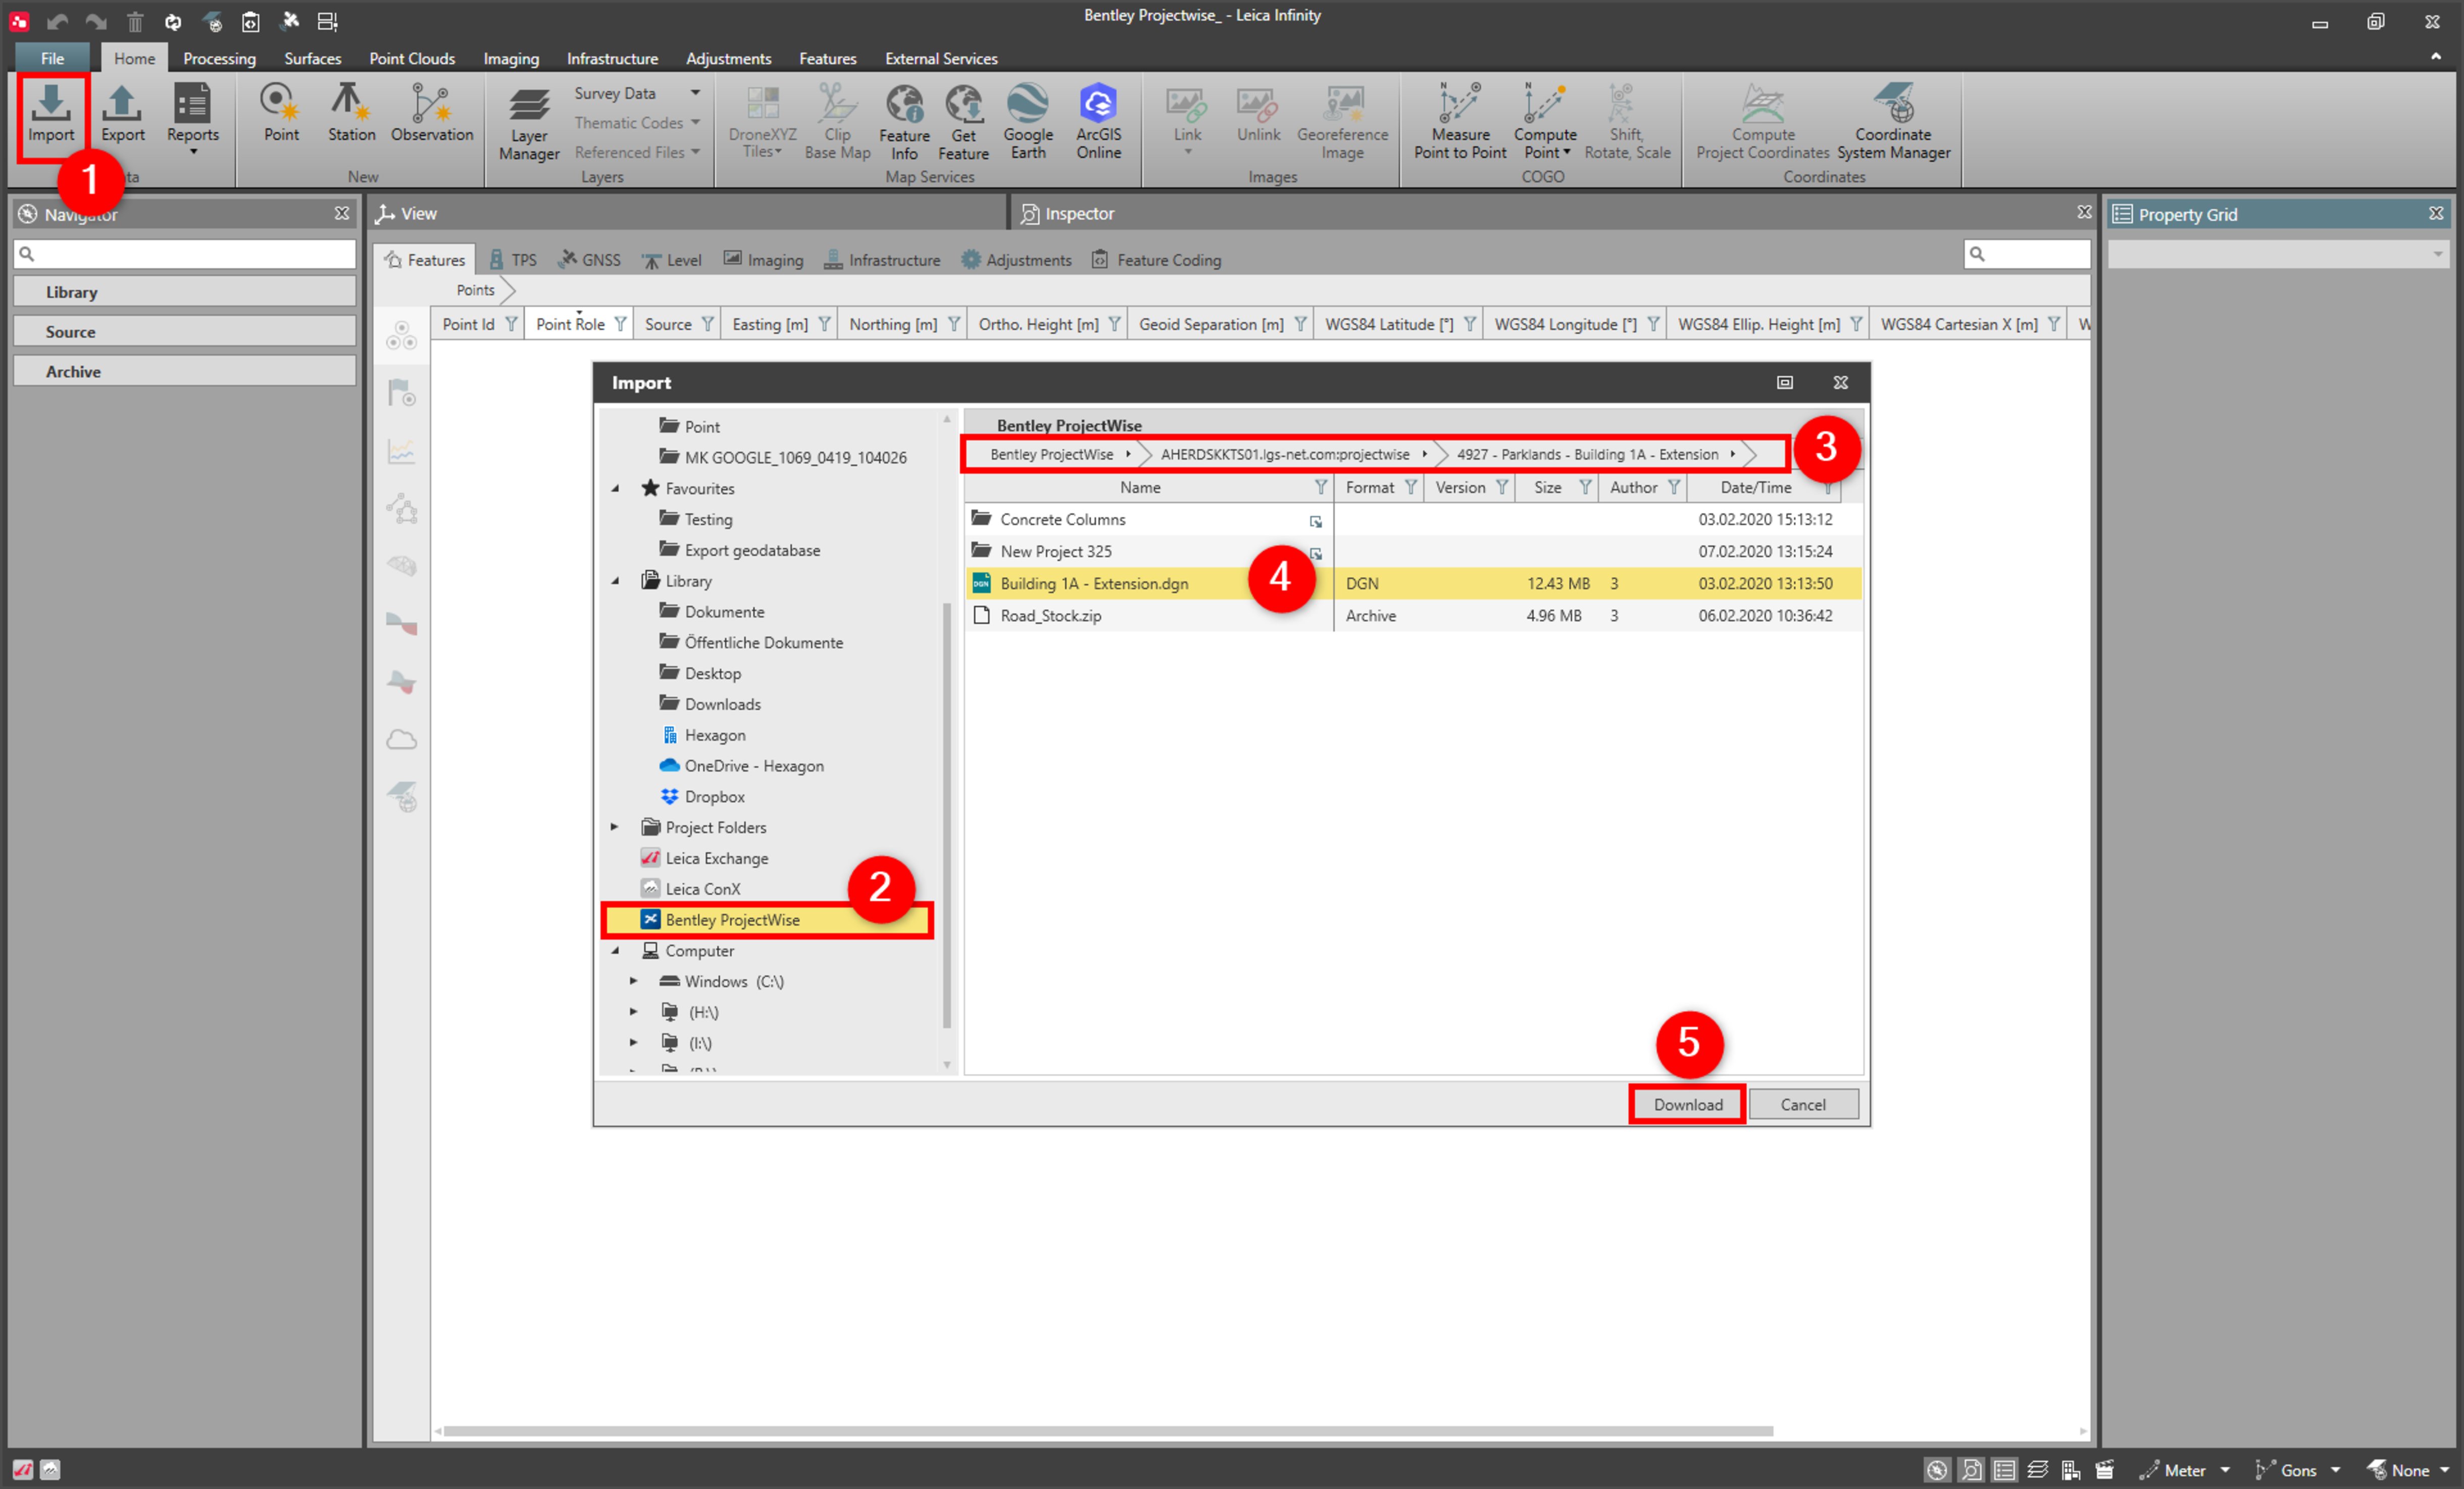 Bentley Projectwise_ - Leica Infinity
File Home Processing Surfaces Point Clouds Imaging Infrastructure Adjustments Features External Services
Import Export Reports
Point Station Observation
Layer Manager
Survey Data
Thematic Codes
Referenced Files
DroneXYZ Tiles
Clip Base Map
Feature Info
Get Feature
Google Earth
ArcGIS Online
Link
Unlink
Georeference Image
Measure Point to Point
Compute Point
Shift, Rotate, Scale
Compute Project Coordinates
Coordinate System Manager
New Layers Map Services Images COGO Coordinates
1
Navigator
Library
Source
Archive
View
Inspector
Property Grid
Features TPS GNSS Level Imaging Infrastructure Adjustments Feature Coding
Points
Point Id Point Role Source Easting [m] Northing [m] Ortho. Height [m] Geoid Separation [m] WGS84 Latitude [°] WGS84 Longitude [°] WGS84 Ellip. Height [m] WGS84 Cartesian X [m] W
Import
Point
MK GOOGLE_1069_0419_104026
Favourites
Testing
Export geodatabase
Library
Dokumente
Öffentliche Dokumente
Desktop
Downloads
Hexagon
OneDrive - Hexagon
Dropbox
Project Folders
Leica Exchange
Leica ConX
2
Bentley ProjectWise
Computer
Windows (C:\)
(H:\)
(I:\)
Bentley ProjectWise
Bentley ProjectWise AHERDSKKTS01.lgs-net.com:projectwise 4927 - Parklands - Building 1A - Extension
3
Name Format Version Size Author Date/Time
Concrete Columns 03.02.2020 15:13:12
New Project 325 07.02.2020 13:15:24
4
Building 1A - Extension.dgn DGN 12.43 MB 3 03.02.2020 13:13:50
Road_Stock.zip Archive 4.96 MB 3 06.02.2020 10:36:42
5
Download Cancel
Meter Gons None